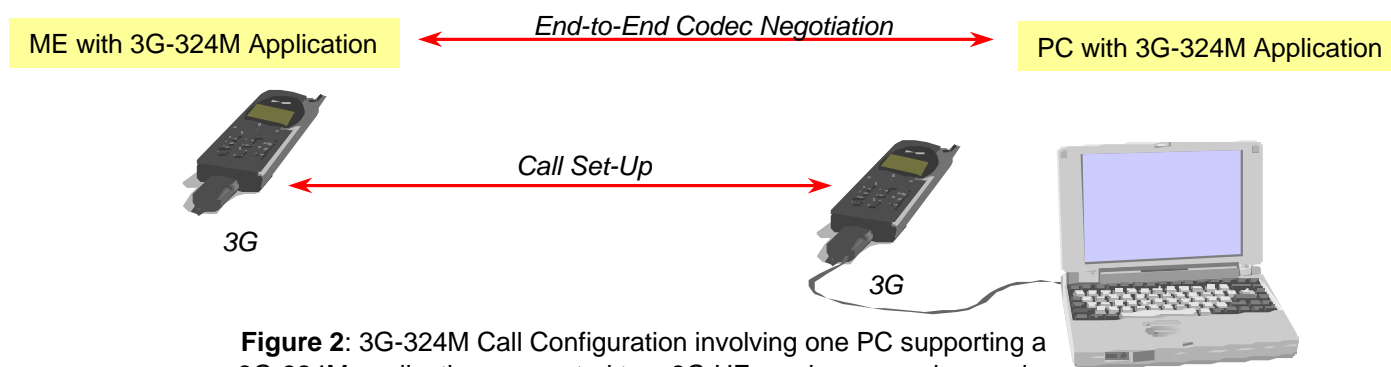 End-to-End Codec Negotiation
ME with 3G-324M Application
PC with 3G-324M Application
Call Set-Up
3G
3G
Figure 2: 3G-324M Call Configuration involving one PC supporting a